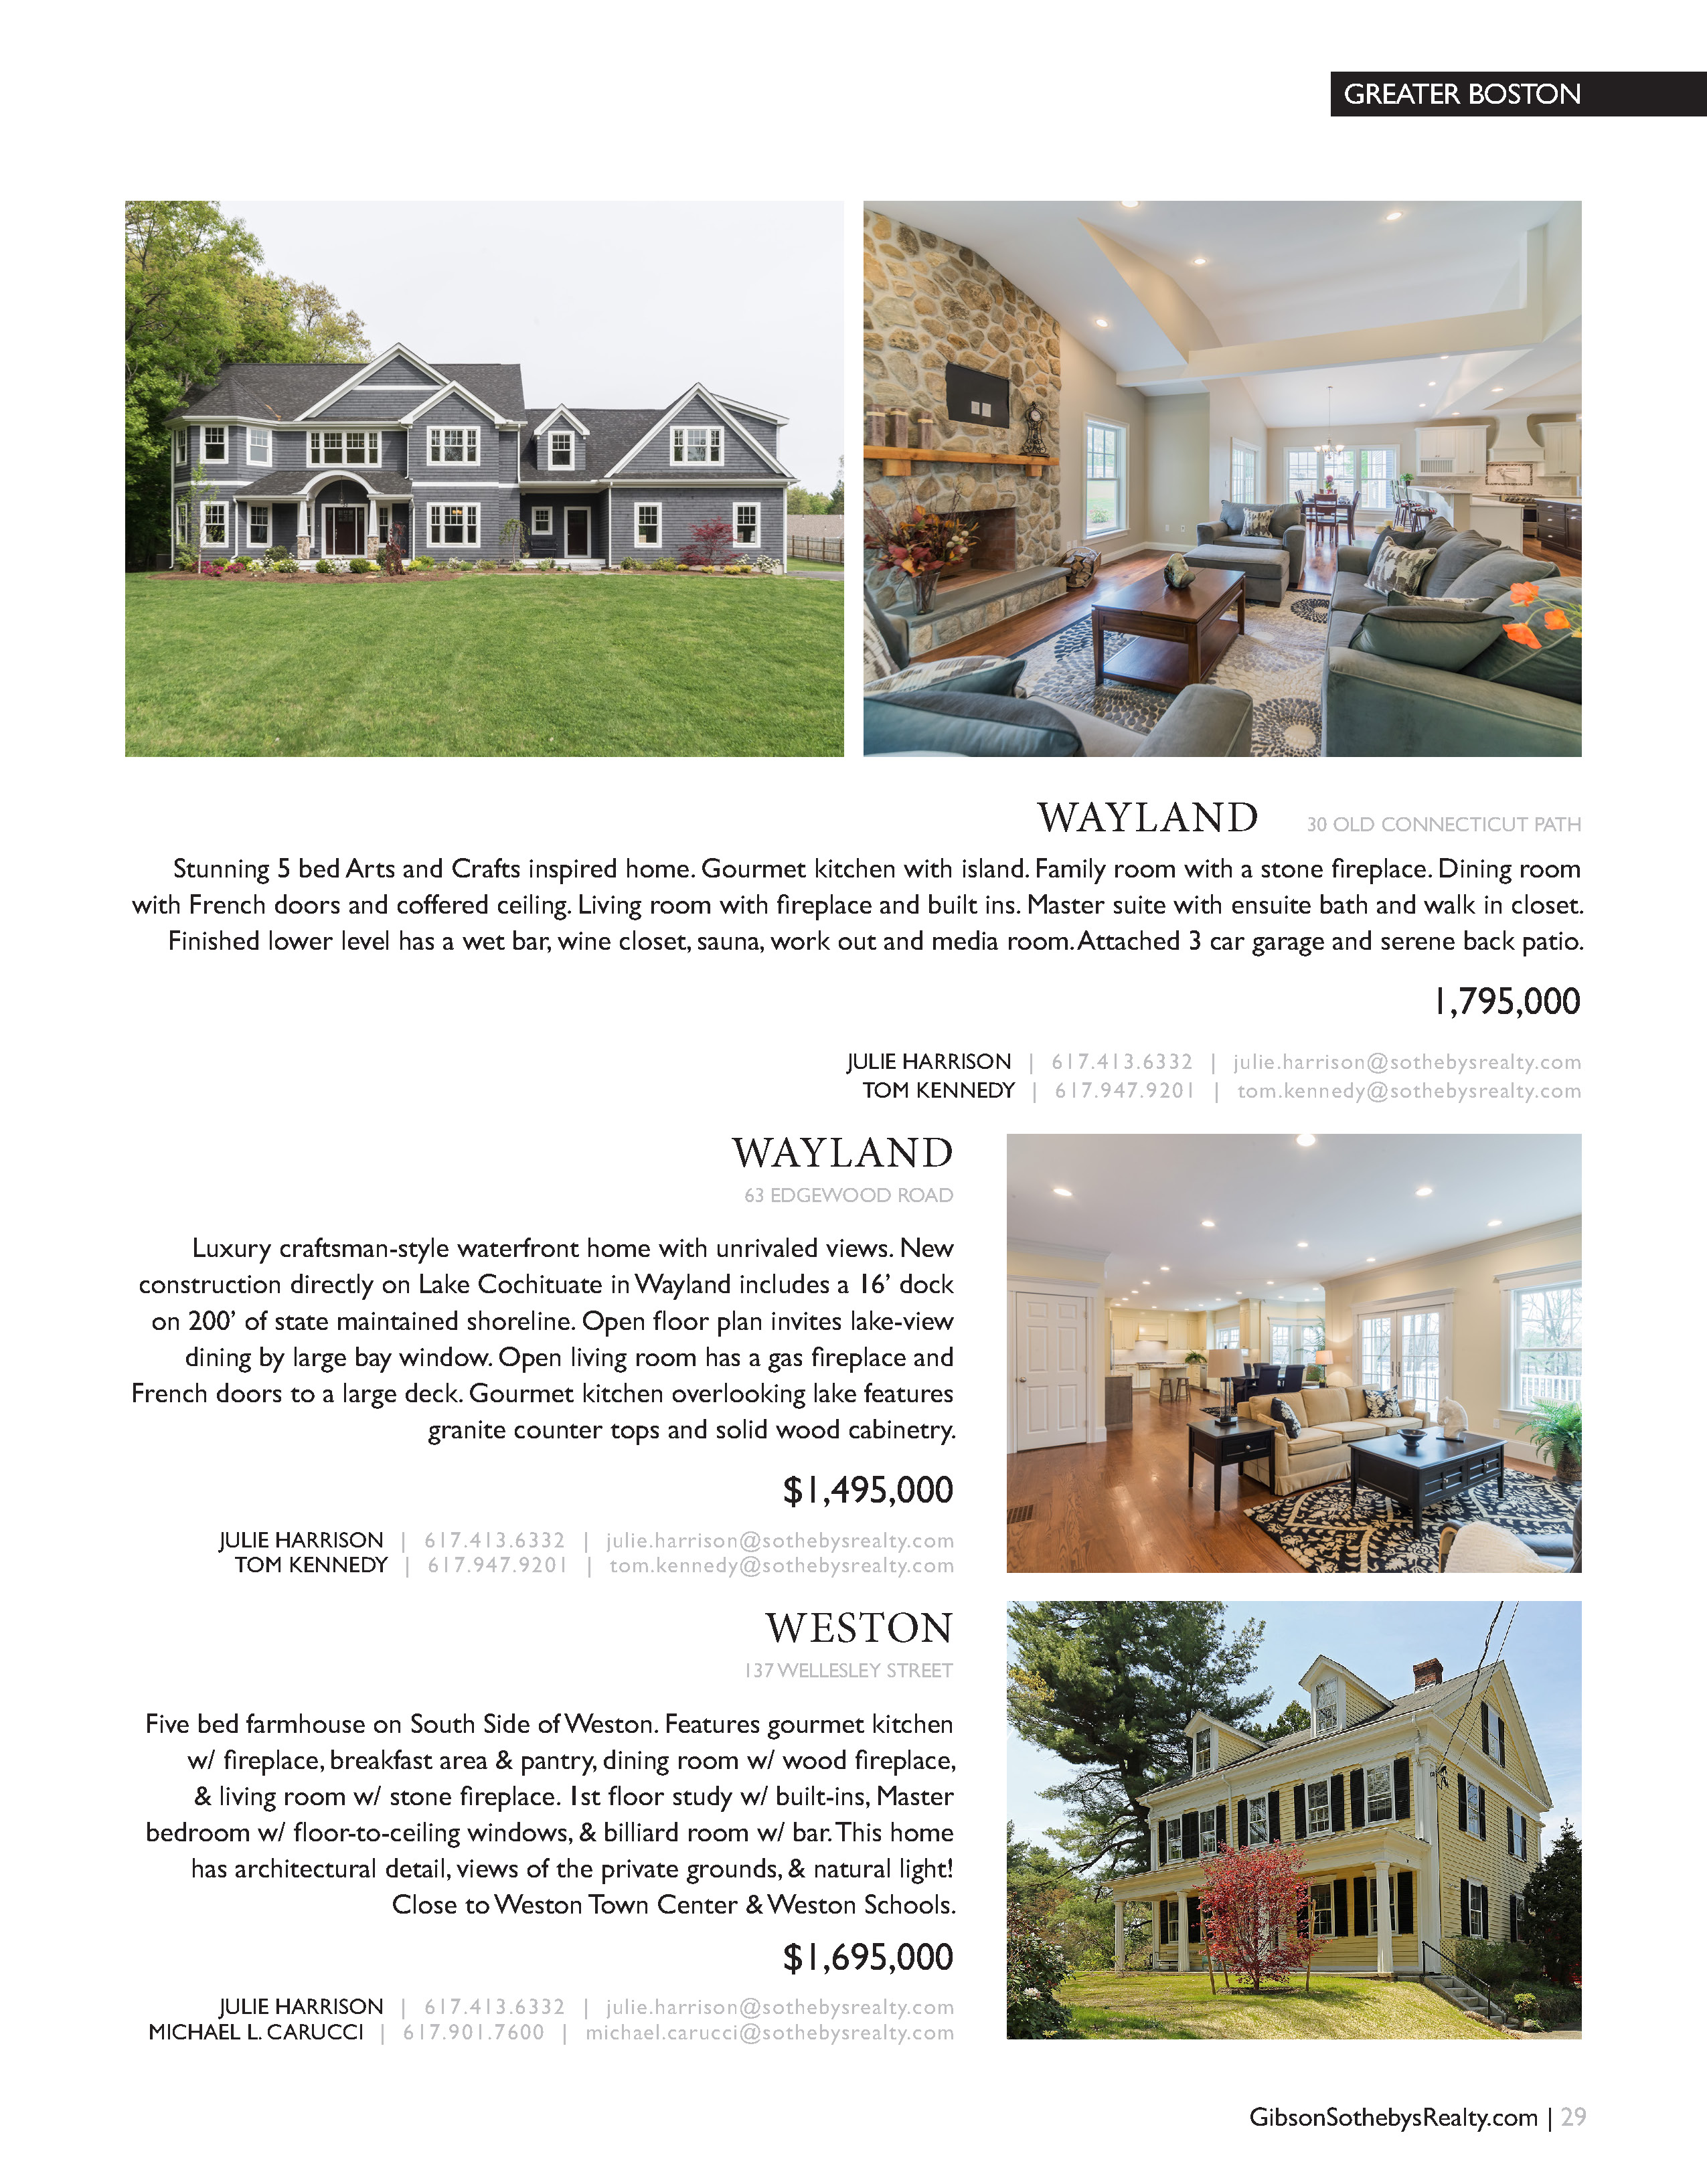 GREATER BOSTON
WAYLAND 30 OLD CONNECTICUT PATH
Stunning 5 bed Arts and Crafts inspired home. Gourmet kitchen with island. Family room with a stone fireplace. Dining room
with French doors and coffered ceiling. Living room with fireplace and built ins. Master suite with ensuite bath and walk in closet.
Finished lower level has a wet bar, wine closet, sauna, work out and media room. Attached 3 car garage and serene back patio.
1,795,000
JULIE HARRISON | 617.413.6332 | julie.harrison@sothebysrealty.com
TOM KENNEDY | 617.947.9201 | tom.kennedy@sothebysrealty.com
WAYLAND
63 EDGEWOOD ROAD
Luxury craftsman-style waterfront home with unrivaled views. New
construction directly on Lake Cochituate in Wayland includes a 16’ dock
on 200’ of state maintained shoreline. Open floor plan invites lake-view
dining by large bay window. Open living room has a gas fireplace and
French doors to a large deck. Gourmet kitchen overlooking lake features
granite counter tops and solid wood cabinetry.
$1,495,000
JULIE HARRISON | 617.413.6332 | julie.harrison@sothebysrealty.com
TOM KENNEDY | 617.947.9201 | tom.kennedy@sothebysrealty.com
WESTON
137 WELLESLEY STREET
Five bed farmhouse on South Side of Weston. Features gourmet kitchen
w/ fireplace, breakfast area & pantry, dining room w/ wood fireplace,
& living room w/ stone fireplace. 1st floor study w/ built-ins, Master
bedroom w/ floor-to-ceiling windows, & billiard room w/ bar. This home
has architectural detail, views of the private grounds, & natural light!
Close to Weston Town Center & Weston Schools.
$1,695,000
JULIE HARRISON | 617.413.6332 | julie.harrison@sothebysrealty.com
MICHAEL L. CARUCCI | 617.901.7600 | michael.carucci@sothebysrealty.com
GibsonSothebysRealty.com | 29